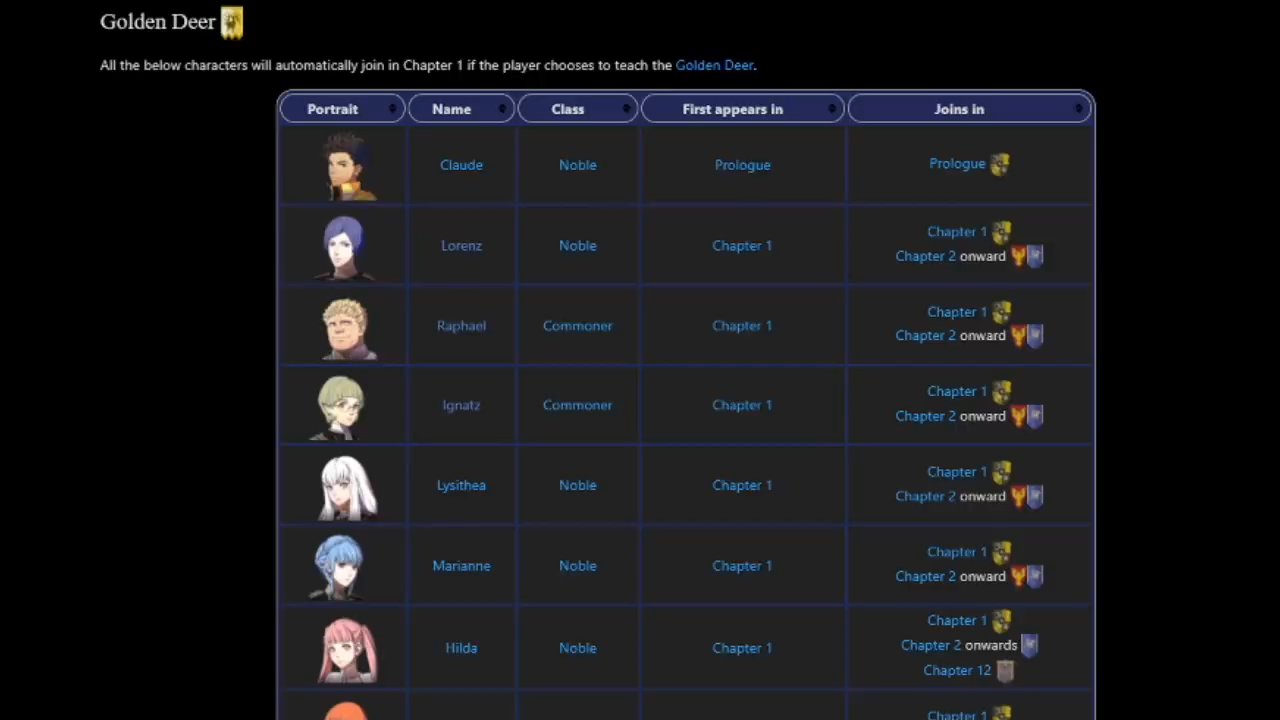 Golden Deer
All the below characters will automatically join in Chapter 1 if the player chooses to teach the Golden Deer.
Portrait Name Class First appears in Joins in
Claude Noble Prologue Prologue
Lorenz Noble Chapter 1 Chapter 1
Chapter 2 onward
Raphael Commoner Chapter 1 Chapter 1
Chapter 2 onward
Ignatz Commoner Chapter 1 Chapter 1
Chapter 2 onward
Lysithea Noble Chapter 1 Chapter 1
Chapter 2 onward
Marianne Noble Chapter 1 Chapter 1
Chapter 2 onward
Hilda Noble Chapter 1 Chapter 1
Chapter 2 onwards
Chapter 12
Chapter 1